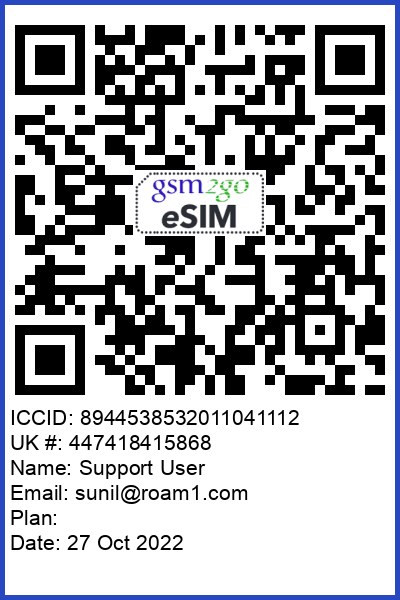 gsm2go
eSIM
ICCID: 8944538532011041112
UK #: 447418415868
Name: Support User
Email: sunil@roam1.com
Plan:
Date: 27 Oct 2022